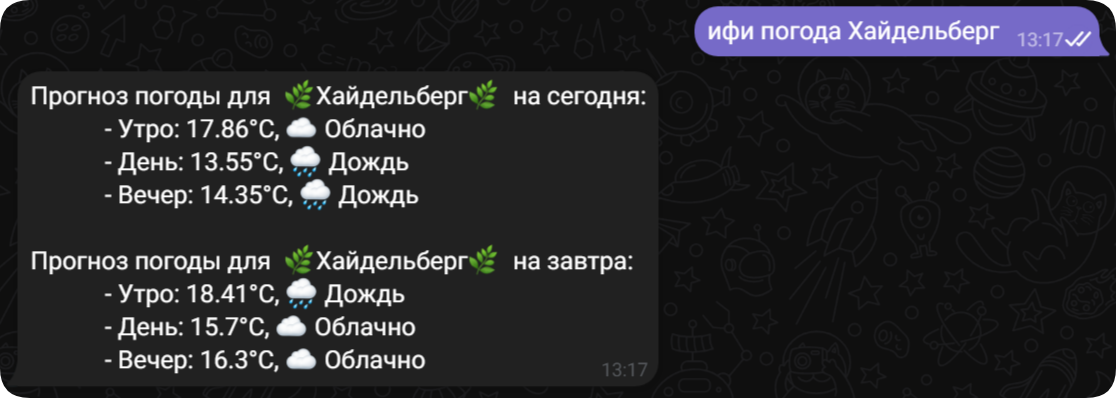 ифи погода Хайдельберг 13:17
Прогноз погоды для 🌿Хайдельберг🌿 на сегодня:
- Утро: 17.86°C, ☁️ Облачно
- День: 13.55°C, 🌧️ Дождь
- Вечер: 14.35°C, 🌧️ Дождь
Прогноз погоды для 🌿Хайдельберг🌿 на завтра:
- Утро: 18.41°C, 🌧️ Дождь
- День: 15.7°C, ☁️ Облачно
- Вечер: 16.3°C, ☁️ Облачно
13:17